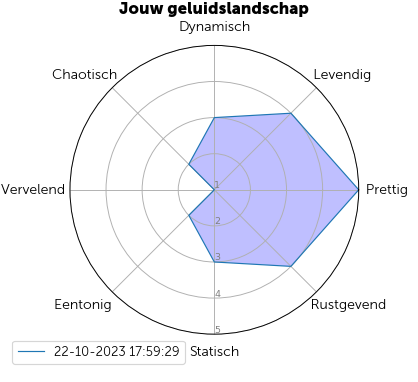 Jouw geluidslandschap
Dynamisch
Chaotisch
Levendig
Vervelend
1
Prettig
2
3
4
Eentonig
Rustgevend
5
22-10-2023 17:59:29
Statisch